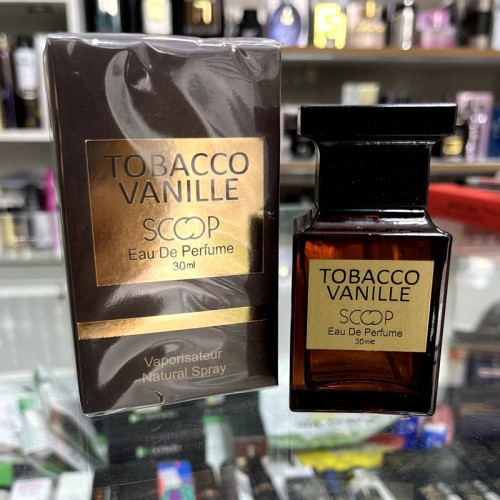 TOBACCO
VANILLE
SCOOP
Eau De Perfume
30ml
Vaporisateur
Natural Spray
TOBACCO
VANILLE
SCOOP
Eau De Perfume
30ml℮